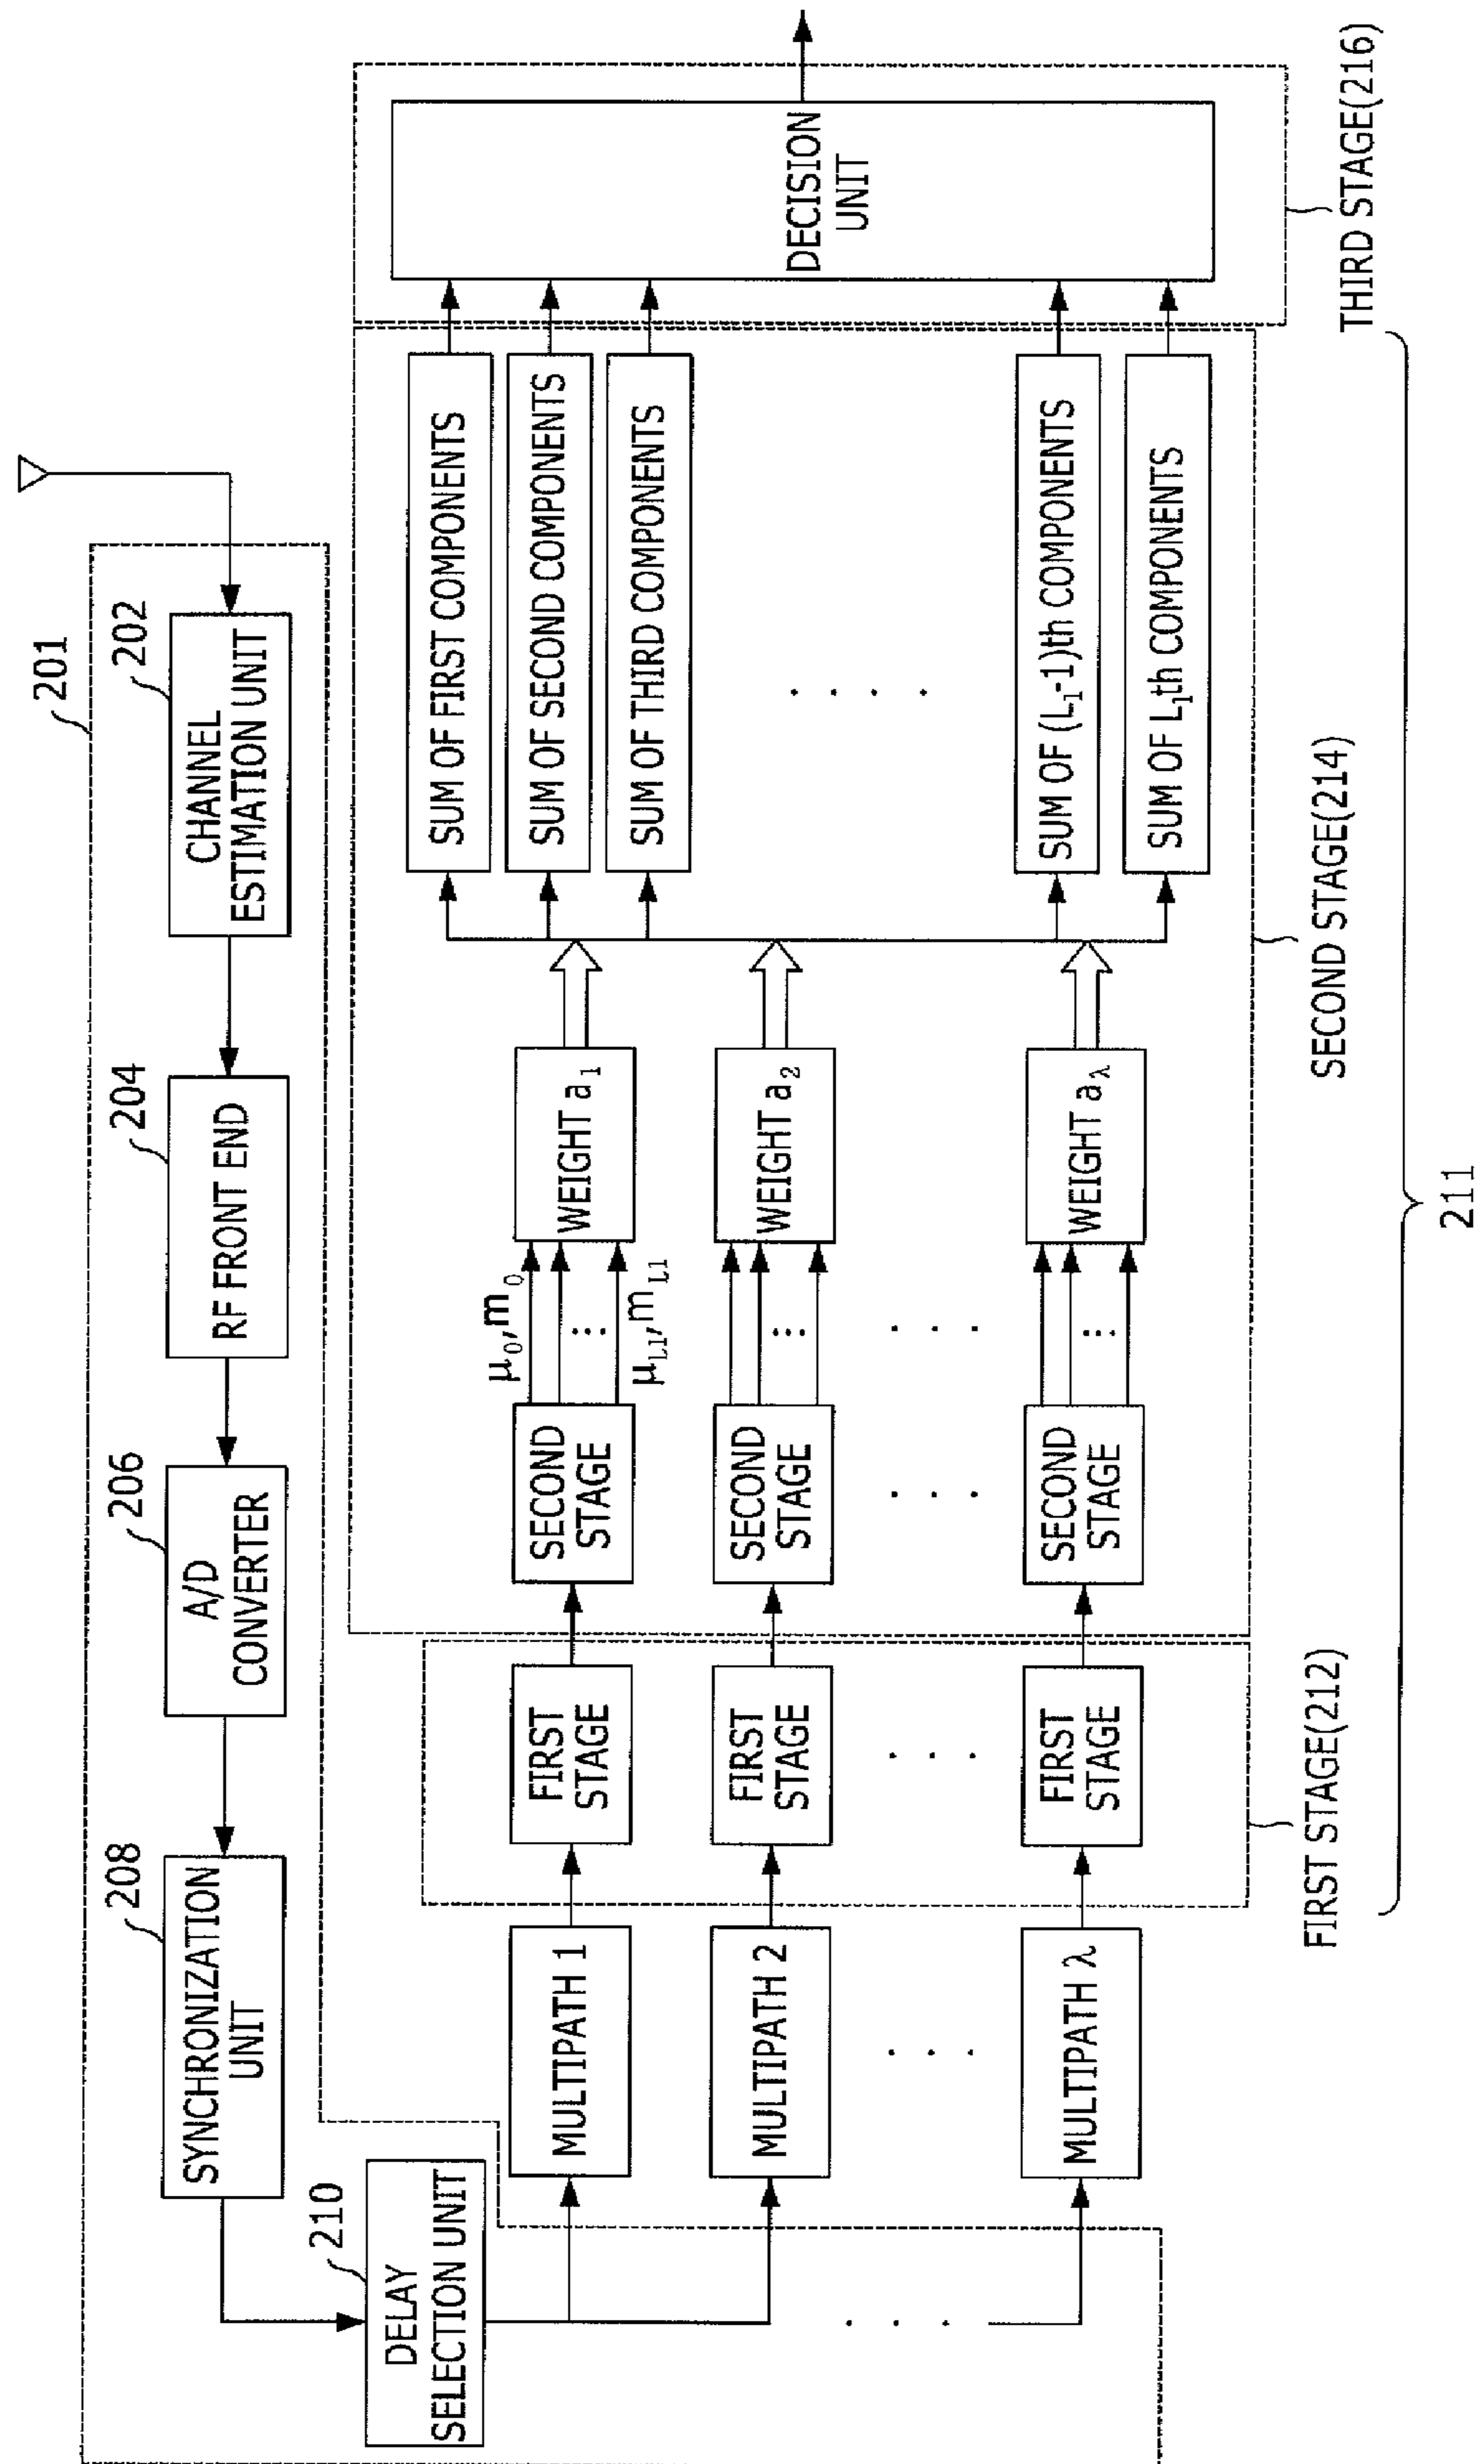 201
202
CHANNEL
ESTIMATION UNIT
204
RF FRONT END
206
A/D
CONVERTER
208
SYNCHRONIZATION
UNIT
210
DELAY
SELECTION UNIT
MULTIPATH 1
MULTIPATH 2
. . .
MULTIPATH λ
. . . .
FIRST
STAGE
FIRST
STAGE
. . .
FIRST
STAGE
SECOND
STAGE
SECOND
STAGE
. . .
SECOND
STAGE
μ₀,m₀
...
μ_L1,m_L1
...
. . .
...
WEIGHT a₁
WEIGHT a₂
WEIGHT a_λ
SUM OF FIRST COMPONENTS
SUM OF SECOND COMPONENTS
SUM OF THIRD COMPONENTS
. . . .
SUM OF (L₁-1)th COMPONENTS
SUM OF L₁th COMPONENTS
DECISION
UNIT
FIRST STAGE(212)
SECOND STAGE(214)
THIRD STAGE(216)
211